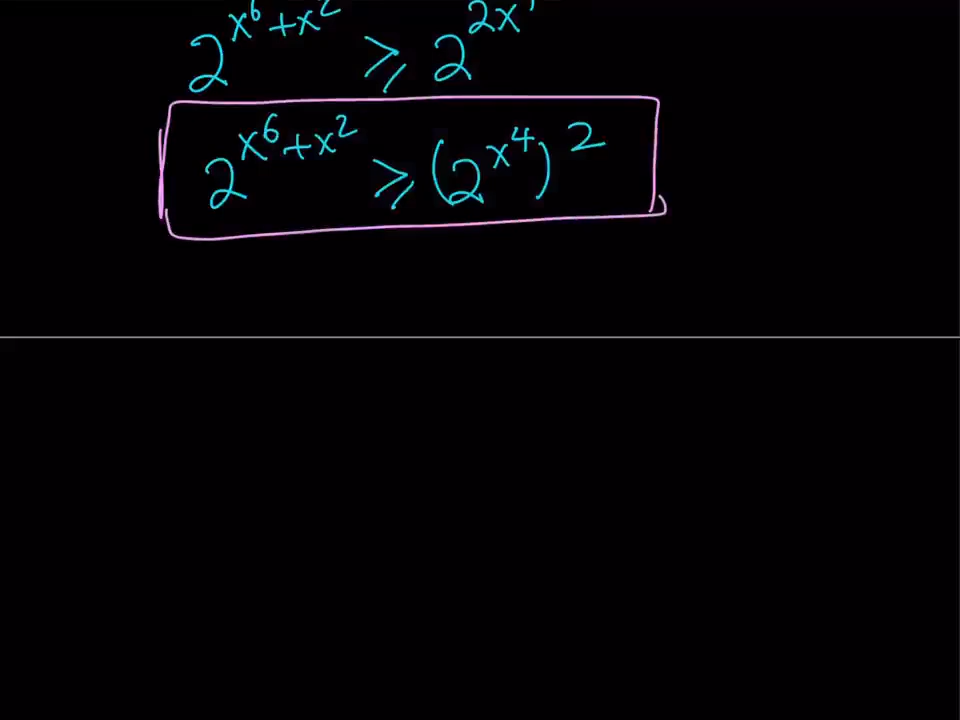 2^{x^6+x^2} ⩾ 2^{2x
2^{x^6+x^2} ⩾ (2^{x^4})^2